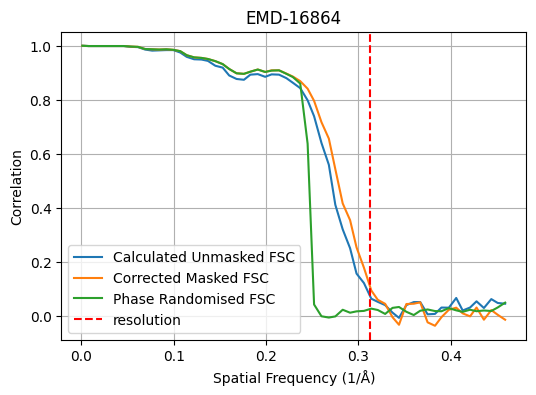 EMD-16864
1.0
0.8
0.6
0.4
0.2
0.0
Correlation
Calculated Unmasked FSC
Corrected Masked FSC
Phase Randomised FSC
resolution
0.0 0.1 0.2 0.3 0.4
Spatial Frequency (1/Å)